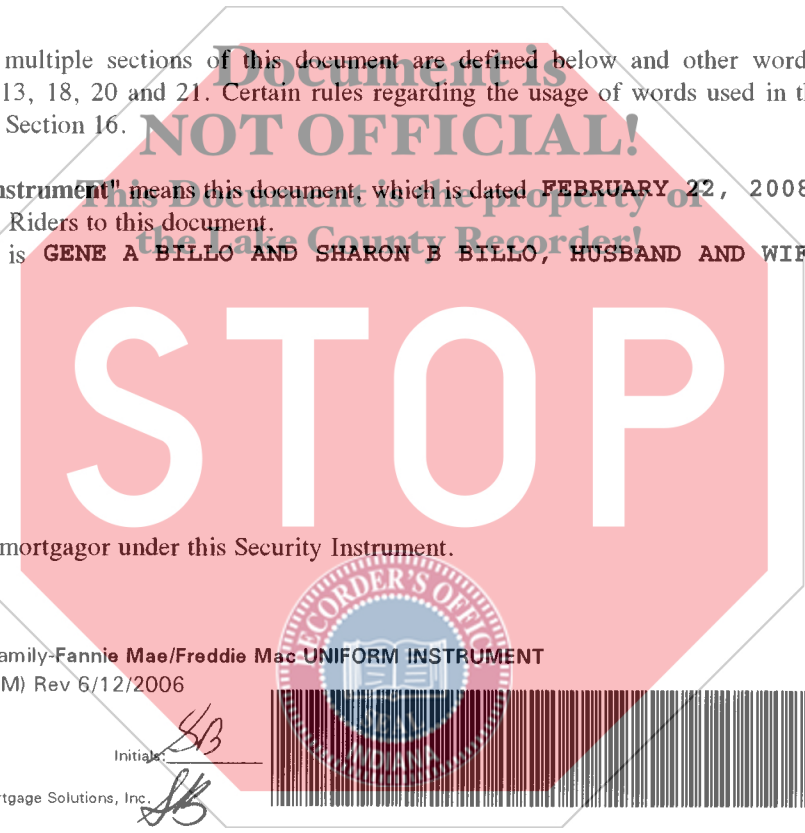 multiple sections of this document are defined below and other word
13, 18, 20 and 21. Certain rules regarding the usage of words used in
Section 16.
Document is
NOT OFFICIAL!
This Document is the property of
the Lake County Recorder!
nstrument" means this document, which is dated FEBRUARY 22, 2008
Riders to this document.
is GENE A BILLO AND SHARON B BILLO, HUSBAND AND WIF
STOP
mortgagor under this Security Instrument.
RECORDER'S OFFICE
SEAL
INDIANA
amily-Fannie Mae/Freddie Mac UNIFORM INSTRUMENT
M) Rev 6/12/2006
Initials:
rtgage Solutions, Inc.